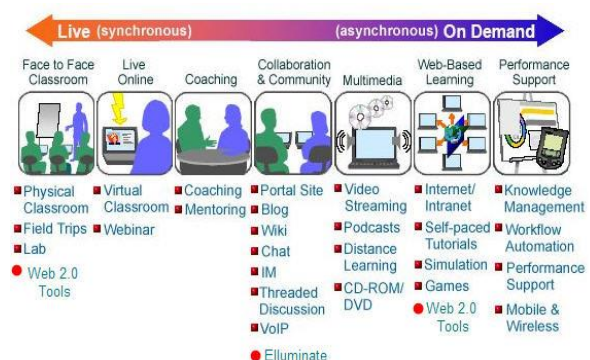 Live (synchronous)
(asynchronous) On Demand
Face to Face
Classroom
Live
Online
Coaching
Collaboration
& Community
Multimedia
Web-Based
Learning
Performance
Support
Physical
Classroom
Field Trips
Lab
Web 2.0
Tools
Virtual
Classroom
Webinar
Coaching
Mentoring
Portal Site
Blog
Wiki
Chat
IM
Threaded
Discussion
VoIP
Elluminate
Video
Streaming
Podcasts
Distance
Learning
CD-ROM/
DVD
Internet/
Intranet
Self-paced
Tutorials
Simulation
Games
Web 2.0
Tools
Knowledge
Management
Workflow
Automation
Performance
Support
Mobile &
Wireless